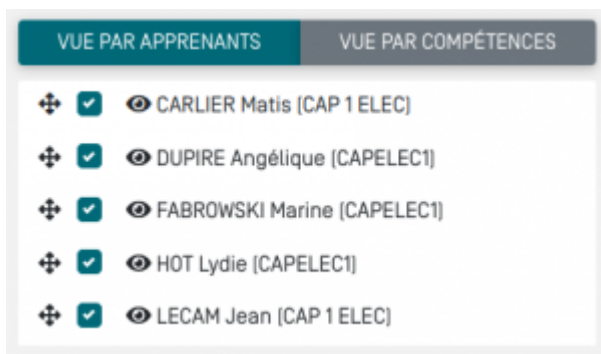 VUE PAR APPRENANTS VUE PAR COMPÉTENCES
CARLIER Matis (CAP 1 ELEC)
DUPIRE Angélique (CAPELEC1)
FABROWSKI Marine (CAPELEC1)
HOT Lydie (CAPELEC1)
LECAM Jean (CAP 1 ELEC)